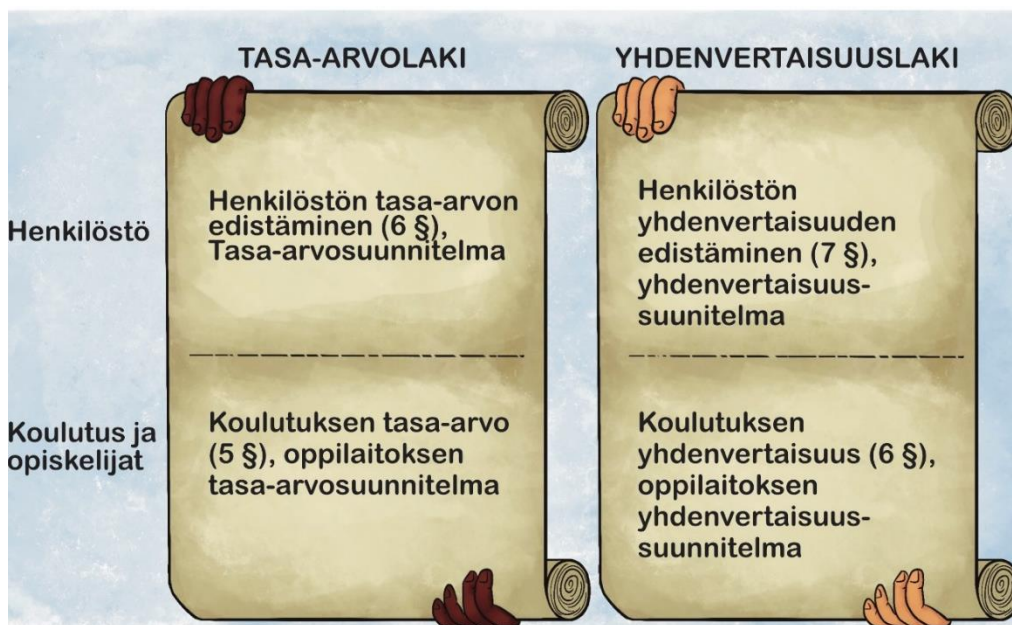 TASA-ARVOLAKI
YHDENVERTAISUUSLAKI
Henkilöstö
Henkilöstön tasa-arvon
edistäminen (6 §),
Tasa-arvosuunnitelma
Henkilöstön
yhdenvertaisuuden
edistäminen (7 §),
yhdenvertaisuus-
suunitelma
Koulutus ja
opiskelijat
Koulutuksen tasa-arvo
(5 §), oppilaitoksen
tasa-arvosuunnitelma
Koulutuksen
yhdenvertaisuus (6 §),
oppilaitoksen
yhdenvertaisuus-
suunnitelma